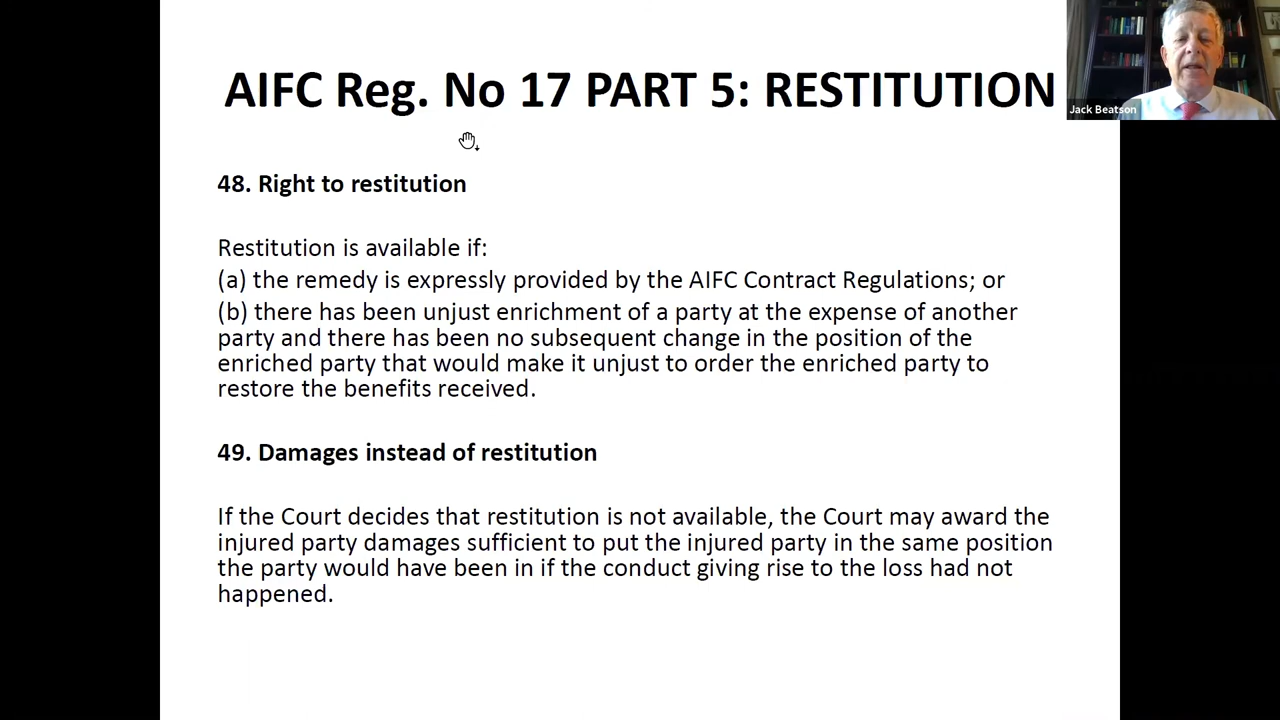 AIFC Reg. No 17 PART 5: RESTITUTION
Jack Beatson
48. Right to restitution
Restitution is available if:
(a) the remedy is expressly provided by the AIFC Contract Regulations; or
(b) there has been unjust enrichment of a party at the expense of another
party and there has been no subsequent change in the position of the
enriched party that would make it unjust to order the enriched party to
restore the benefits received.
49. Damages instead of restitution
If the Court decides that restitution is not available, the Court may award the
injured party damages sufficient to put the injured party in the same position
the party would have been in if the conduct giving rise to the loss had not
happened.